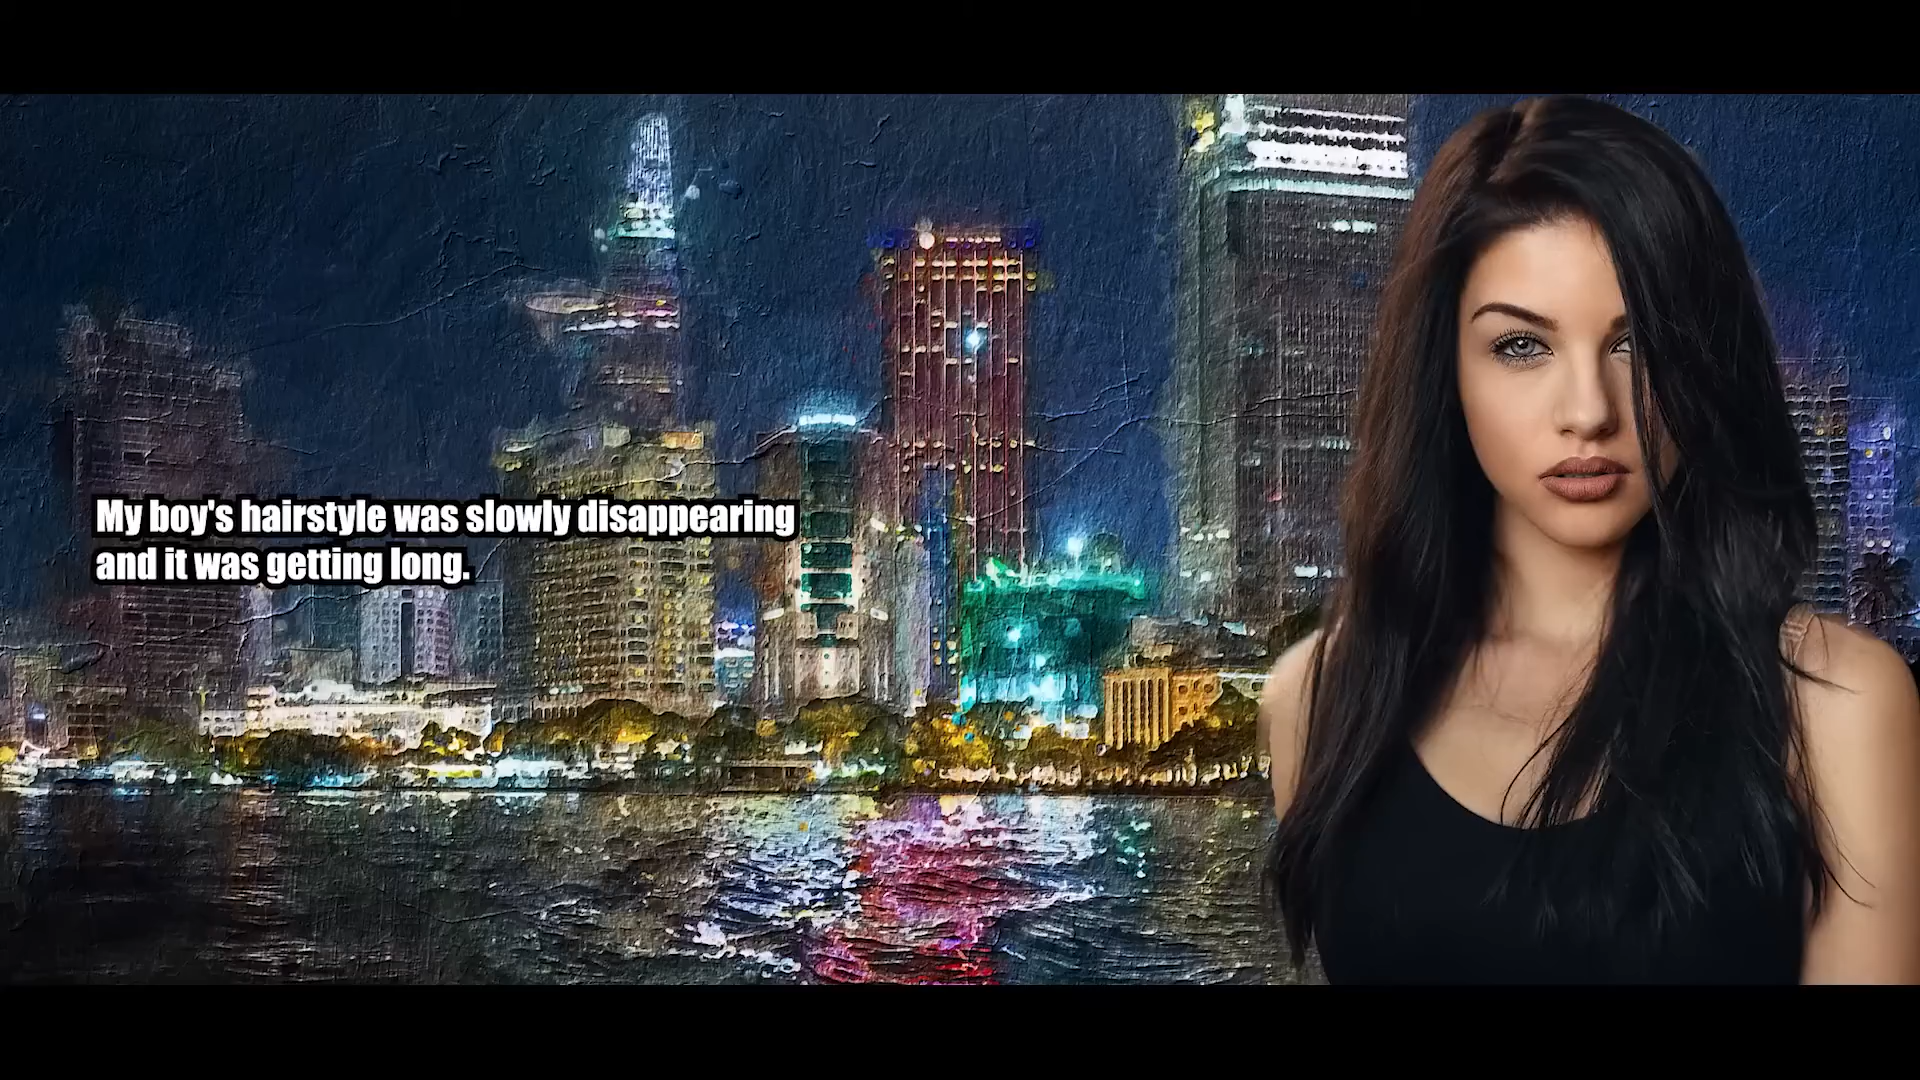 My boy's hairstyle was slowly disappearing
and it was getting long.